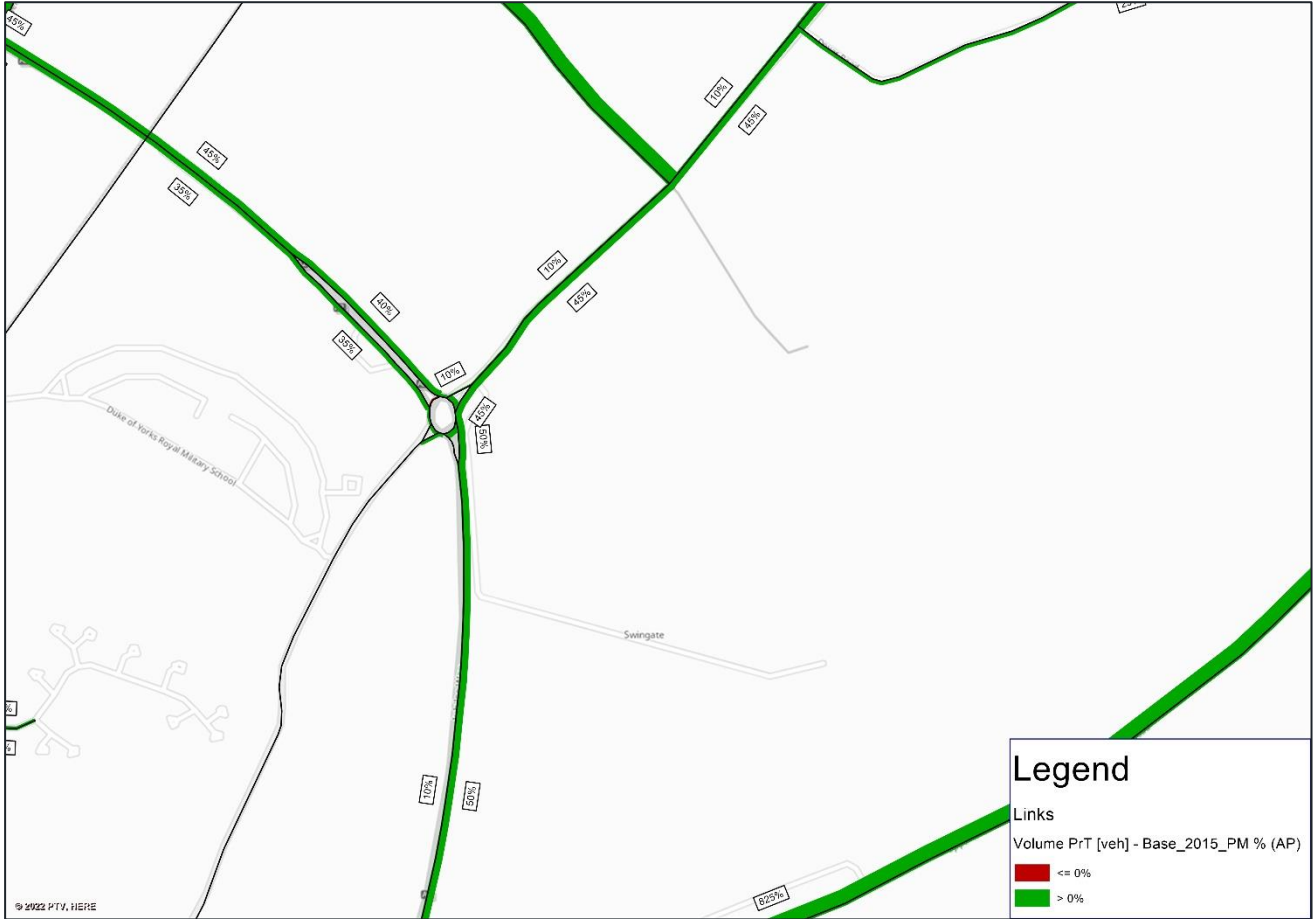 45%
10%
45%
45%
35%
10%
45%
40%
35%
10%
45%
50%
Duke of Yorks Royal Military School
Swingate
10%
50%
825%
Legend
Links
Volume PrT [veh] - Base_2015_PM % (AP)
<= 0%
> 0%
© 2022 PTV, HERE